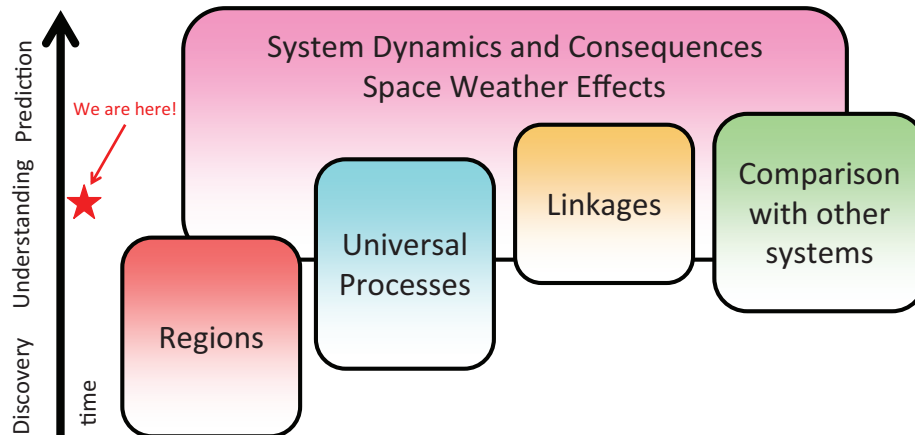 System Dynamics and Consequences
Space Weather Effects
We are here!
Prediction
Understanding
Discovery
time
Regions
Universal
Processes
Linkages
Comparison
with other
systems